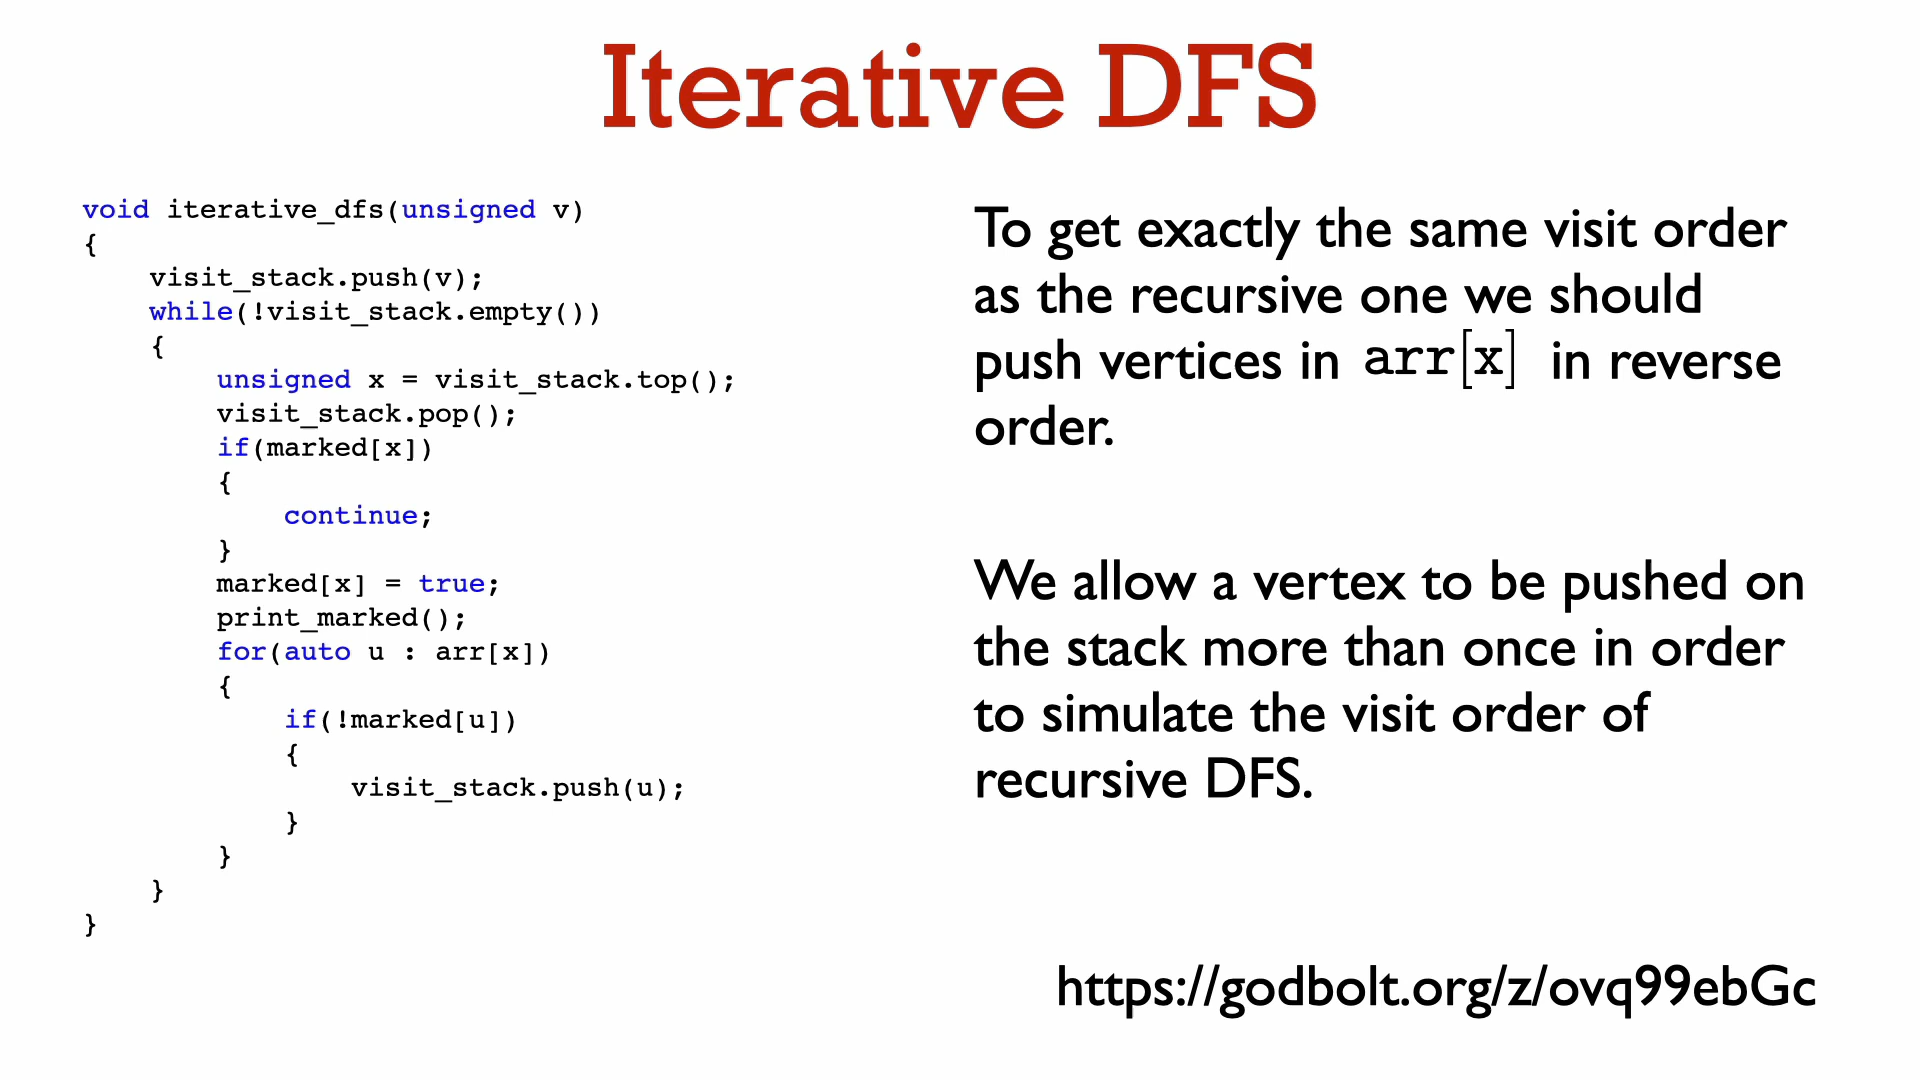 Iterative DFS
void iterative_dfs(unsigned v)
{
    visit_stack.push(v);
    while(!visit_stack.empty())
    {
        unsigned x = visit_stack.top();
        visit_stack.pop();
        if(marked[x])
        {
            continue;
        }
        marked[x] = true;
        print_marked();
        for(auto u : arr[x])
        {
            if(!marked[u])
            {
                visit_stack.push(u);
            }
        }
    }
}
To get exactly the same visit order
as the recursive one we should
push vertices in arr[x] in reverse
order.
We allow a vertex to be pushed on
the stack more than once in order
to simulate the visit order of
recursive DFS.
https://godbolt.org/z/ovq99ebGc